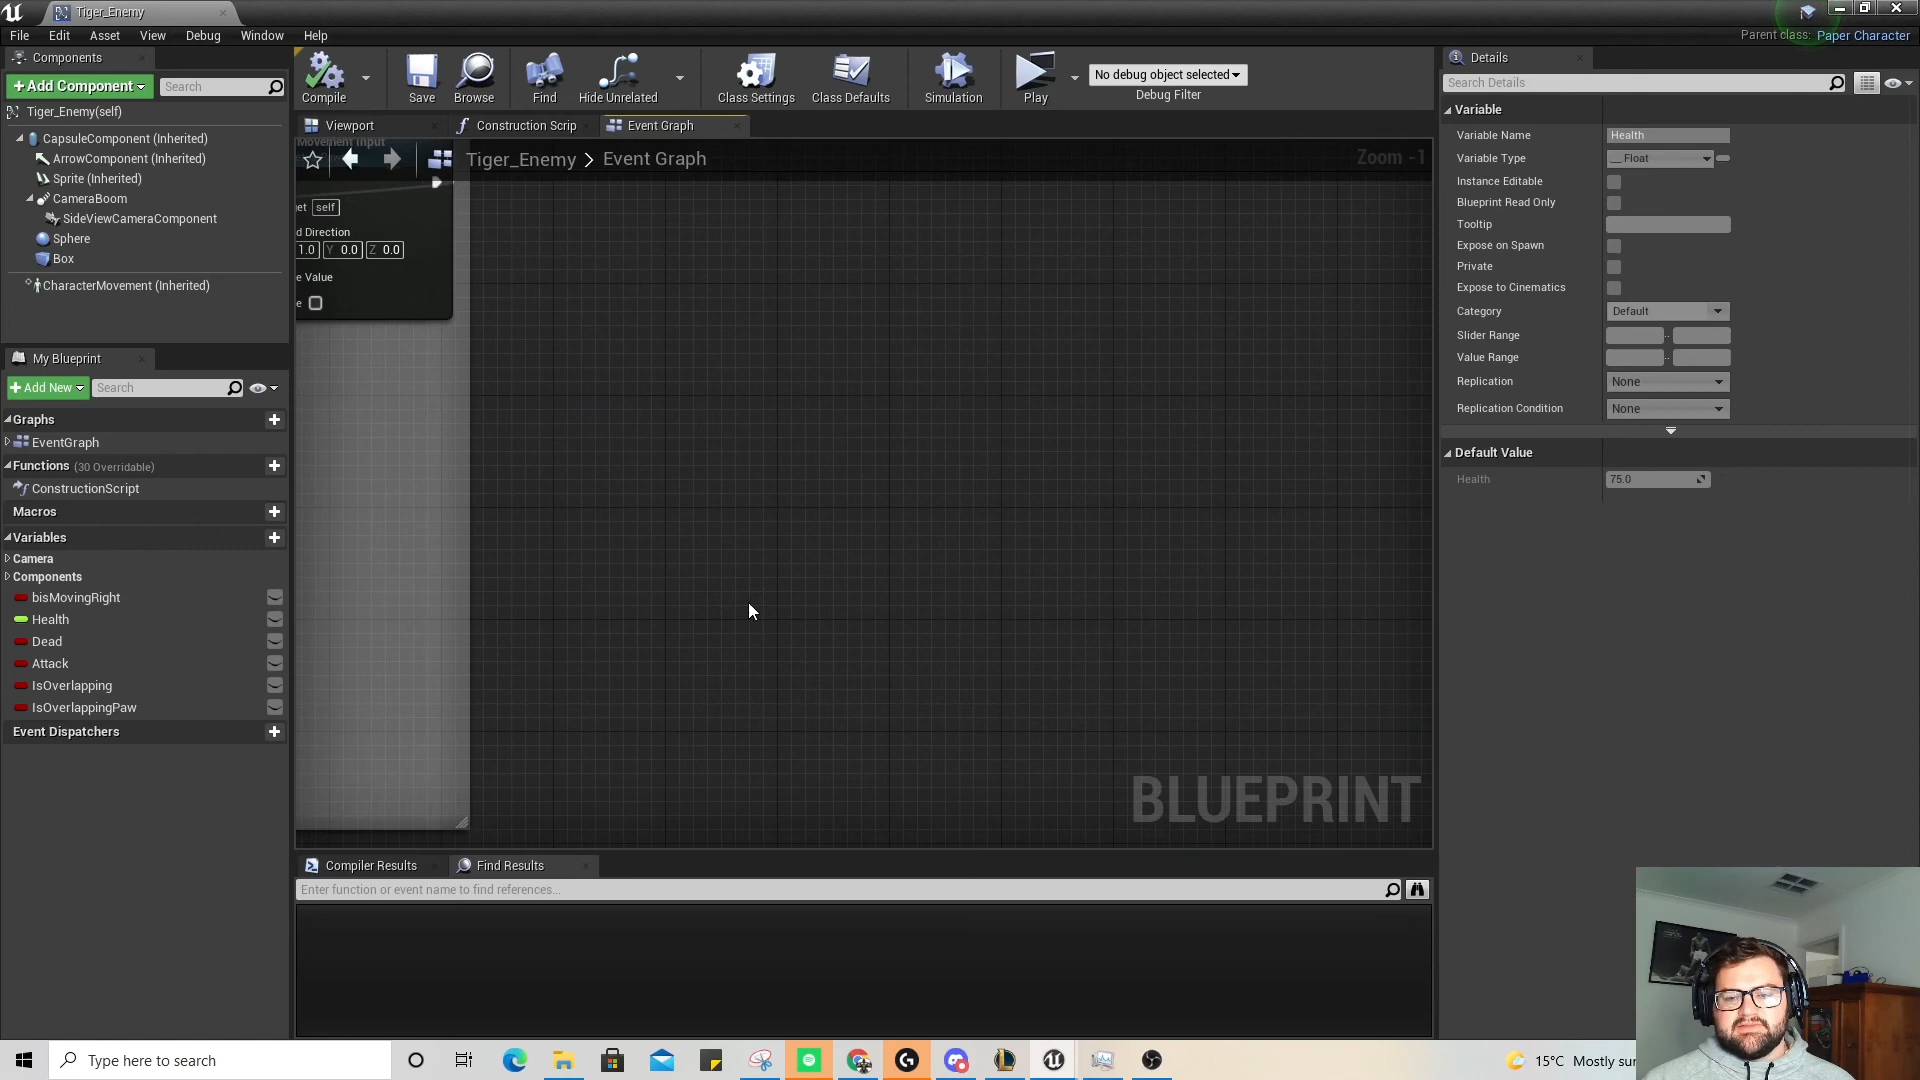 Tiger_Enemy
File Edit Asset View Debug Window Help
Parent class: Paper Character
Components
+Add Component
Search
Tiger_Enemy(self)
CapsuleComponent (Inherited)
ArrowComponent (Inherited)
Sprite (Inherited)
CameraBoom
SideViewCameraComponent
Sphere
Box
CharacterMovement (Inherited)
My Blueprint
+Add New
Search
Graphs
EventGraph
Functions (30 Overridable)
ConstructionScript
Macros
Variables
Camera
Components
bisMovingRight
Health
Dead
Attack
IsOverlapping
IsOverlappingPaw
Event Dispatchers
Compile
Save
Browse
Find
Hide Unrelated
Class Settings
Class Defaults
Simulation
Play
No debug object selected
Debug Filter
Viewport
Construction Scrip
Event Graph
Movement Input
Tiger_Enemy > Event Graph
Zoom -1
et self
d Direction
1.0 Y 0.0 Z 0.0
e Value
e
BLUEPRINT
Compiler Results
Find Results
Enter function or event name to find references...
Details
Search Details
Variable
Variable Name Health
Variable Type Float
Instance Editable
Blueprint Read Only
Tooltip
Expose on Spawn
Private
Expose to Cinematics
Category Default
Slider Range
Value Range
Replication None
Replication Condition None
Default Value
Health 75.0
Type here to search
15°C Mostly sun